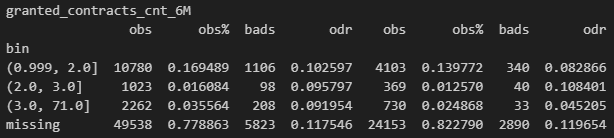 granted_contracts_cnt_6M
obs obs% bads odr obs obs% bads odr
bin
(0.999, 2.0] 10780 0.169489 1106 0.102597 4103 0.139772 340 0.082866
(2.0, 3.0] 1023 0.016084 98 0.095797 369 0.012570 40 0.108401
(3.0, 71.0] 2262 0.035564 208 0.091954 730 0.024868 33 0.045205
missing 49538 0.778863 5823 0.117546 24153 0.822790 2890 0.119654